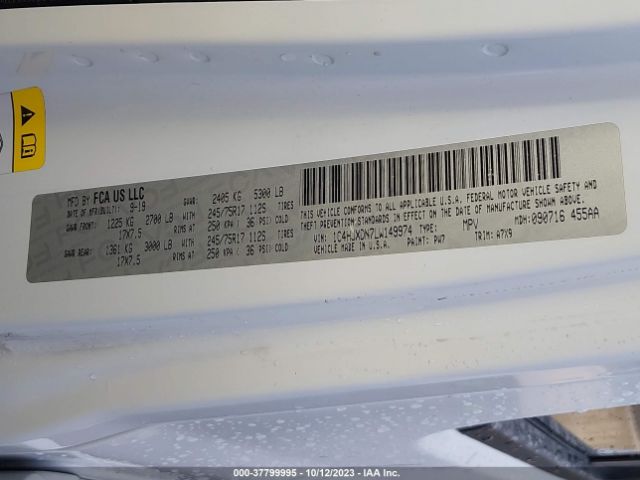 MFD BY FCA US LLC
DATE OF MFR(BUILT): 9-19
GVWR: 2405 KG 5300 LB
GAWR FRONT: 1225 KG 2700 LB 245/75R17 112S TIRES
17X7.5 RIMS AT 250 KPA ( 36 PSI) COLD
GAWR REAR: 1361 KG 3000 LB 245/75R17 112S TIRES
17X7.5 RIMS AT 250 KPA ( 36 PSI) COLD
THIS VEHICLE CONFORMS TO ALL APPLICABLE U.S.A. FEDERAL MOTOR VEHICLE SAFETY AND
THEFT PREVENTION STANDARDS IN EFFECT ON THE DATE OF MANUFACTURE SHOWN ABOVE.
VIN: 1C4HJXDN7LW149974 TYPE: MPV MDH: 090716 455AA
PAINT: PW7 TRIM: A7X9
000-37799995 - 10/12/2023 - IAA Inc.